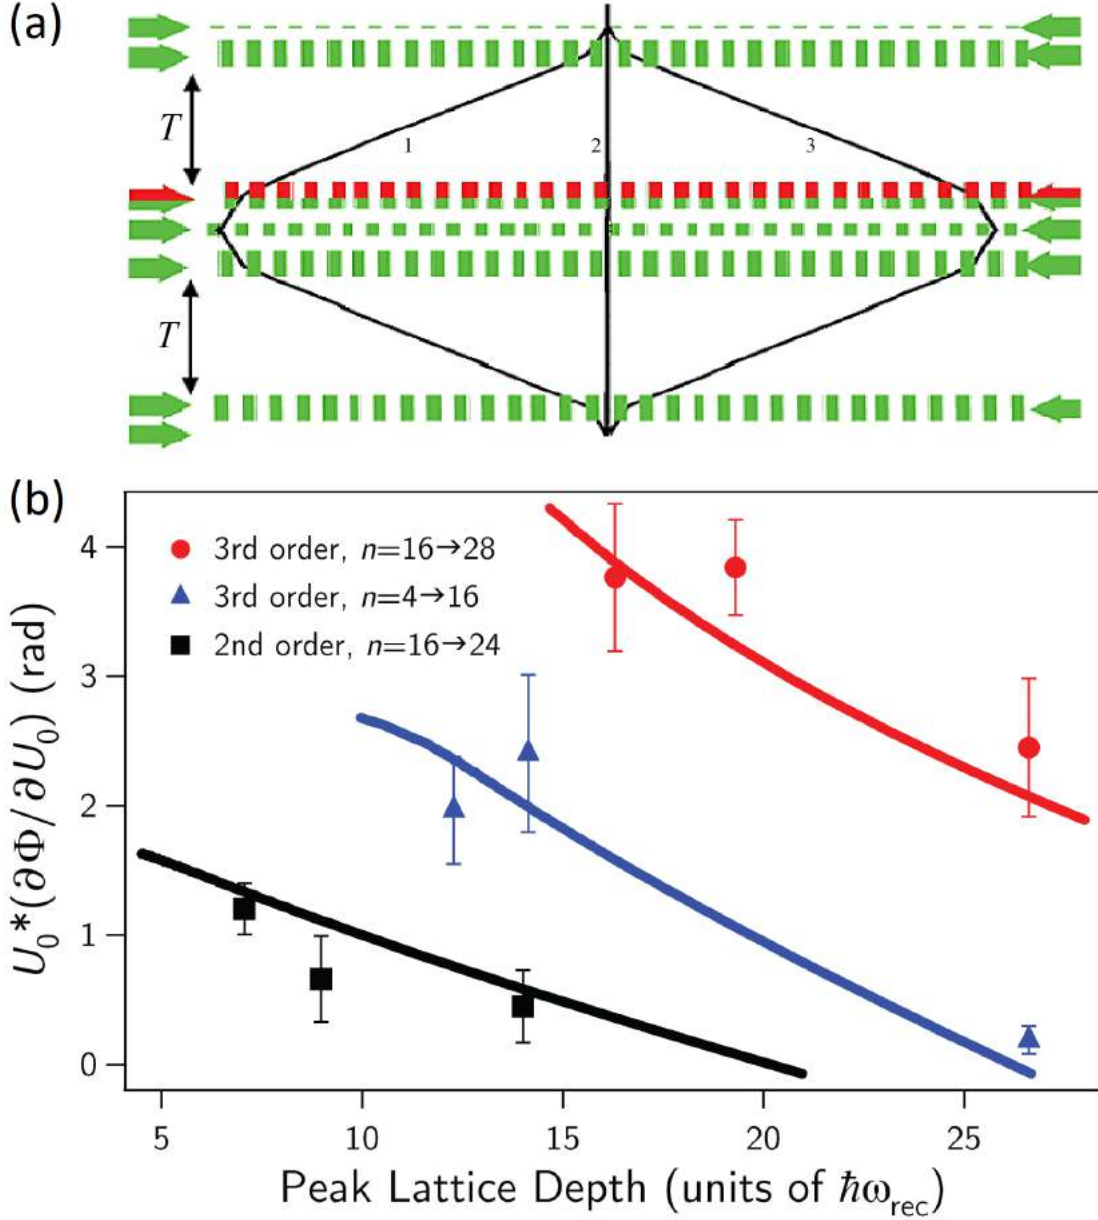 (a)
T
1 2 3
T
(b)
4
3rd order, n=16→28
3rd order, n=4→16
2nd order, n=16→24
3
2
1
0
U₀*(∂Φ/∂U₀) (rad)
5 10 15 20 25
Peak Lattice Depth (units of ℏω_rec)